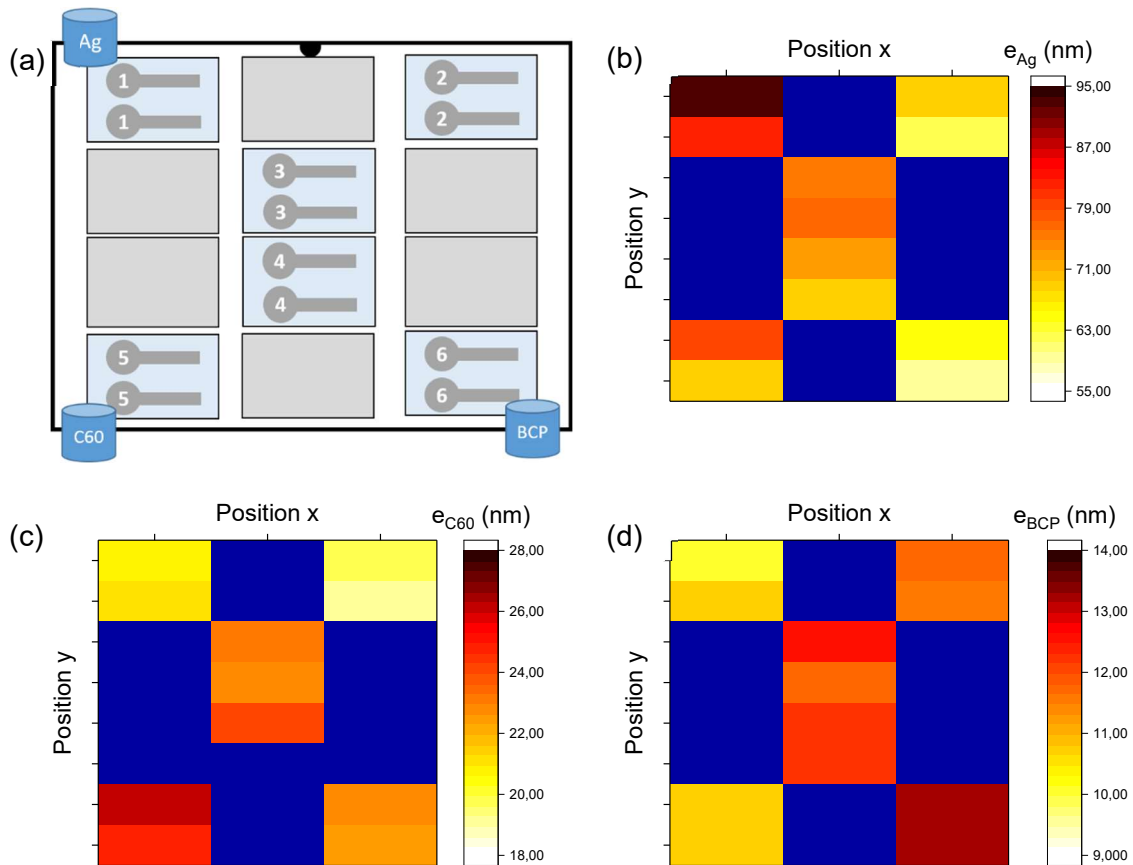 (a)
Ag
1
1
2
2
3
3
4
4
5
5
6
6
C60
BCP
(b)
Position x
e_Ag (nm)
Position y
95,00
87,00
79,00
71,00
63,00
55,00
(c)
Position x
e_C60 (nm)
Position y
28,00
26,00
24,00
22,00
20,00
18,00
(d)
Position x
e_BCP (nm)
Position y
14,00
13,00
12,00
11,00
10,00
9,000